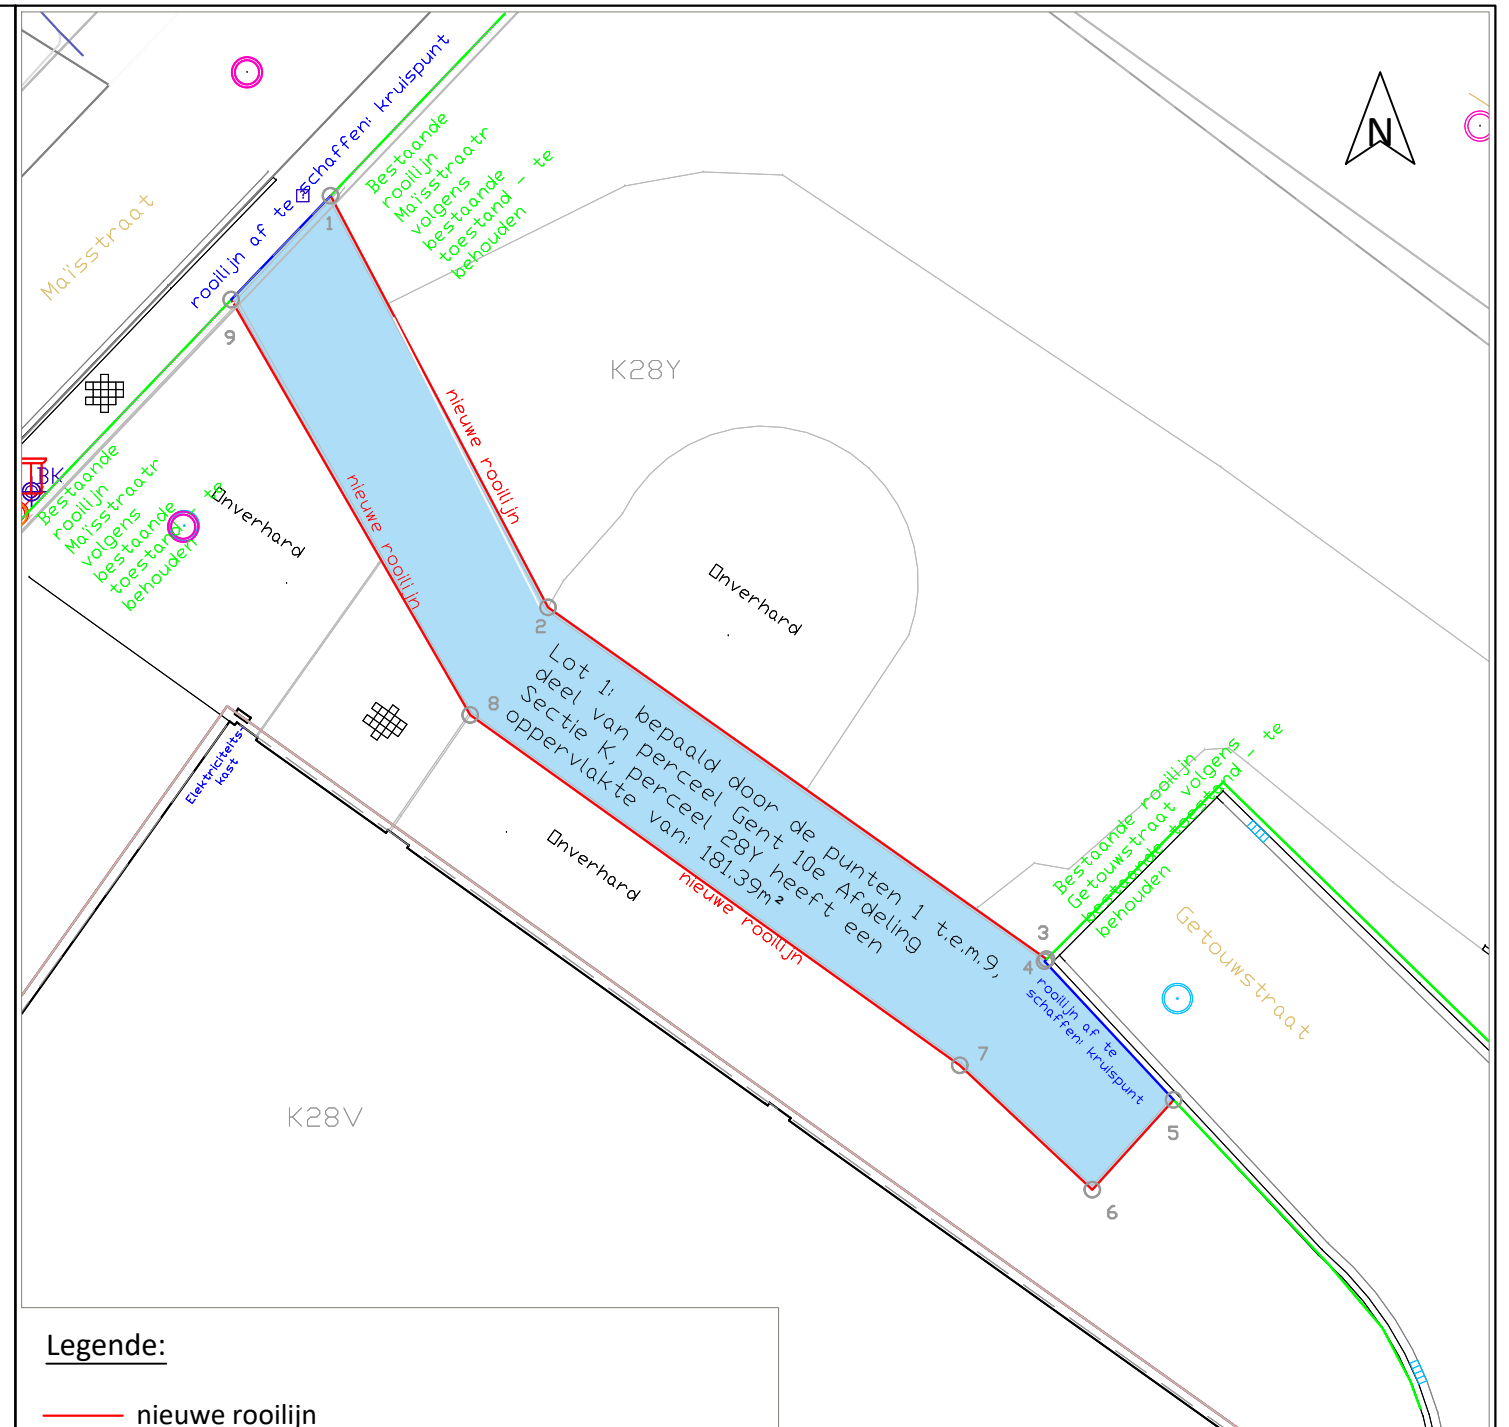 rooilijn af te schaffen: kruispunt
N
Maïsstraat
Bestaande
rooilijn
Maïsstraatr
volgens
bestaande
toestand - te
behouden
1
9
K28Y
nieuwe rooilijn
nieuwe rooilijn
BK
Bestaande
rooilijn
Maïsstraatr
volgens
bestaande
toestand - te
behouden
Onverhard
Onverhard
2
8
Lot 1: bepaald door de punten 1 t.e.m.9,
deel van perceel Gent 10e Afdeling
Sectie K, perceel 28Y heeft een
oppervlakte van: 181.39m²
Elektriciteits
kast
Onverhard
nieuwe rooilijn
Bestaande rooilijn
Getouwstraat volgens
bestaande toestand - te
behouden
Getouwstraat
3
4
rooilijn af te
schaffen: kruispunt
7
5
6
K28V
Legende:
nieuwe rooilijn